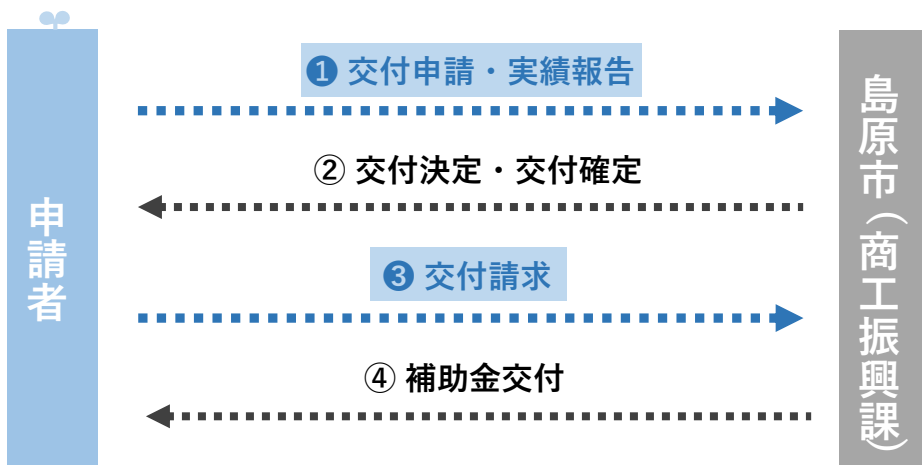 申請者
❶ 交付申請・実績報告
② 交付決定・交付確定
❸ 交付請求
④ 補助金交付
島原市（商工振興課）